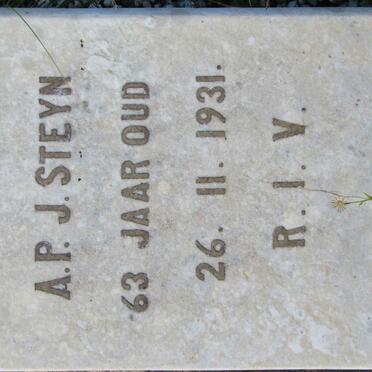 A.P. J. STEYN
63 JAAR OUD
26. 11. 1931.
R. I. V.